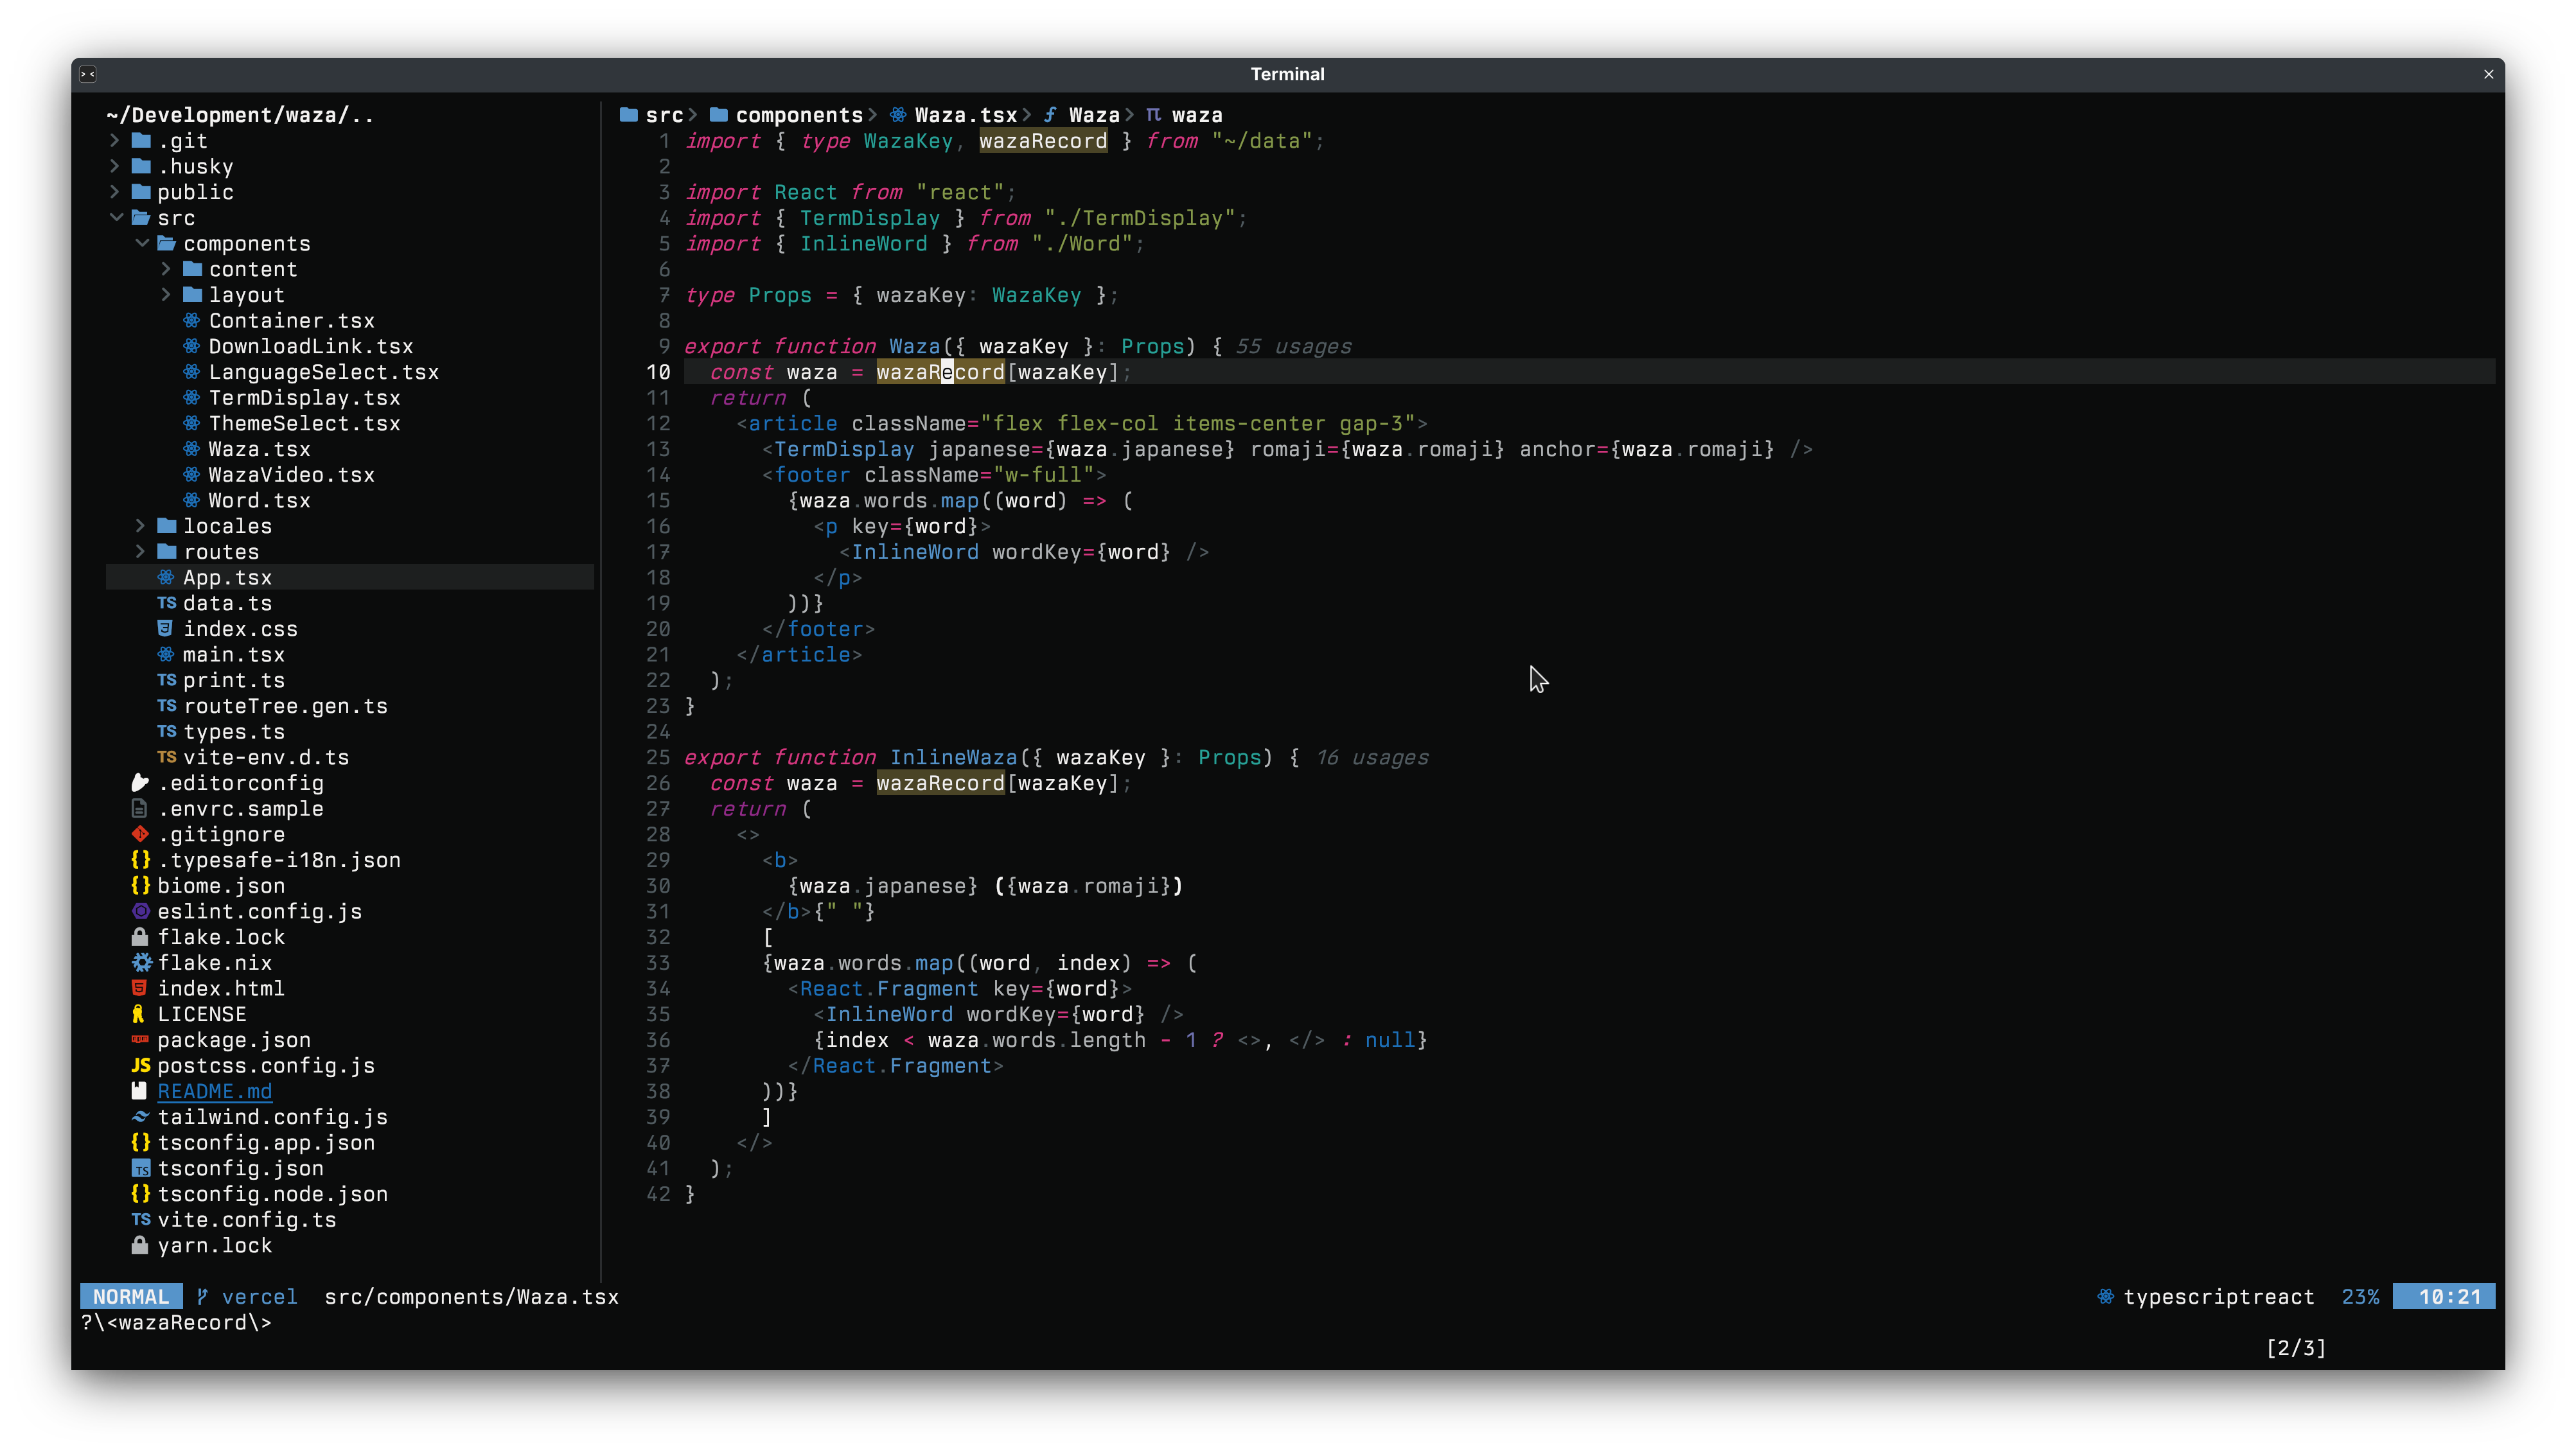 Terminal
~/Development/waza/..
.git
.husky
public
src
components
content
layout
Container.tsx
DownloadLink.tsx
LanguageSelect.tsx
TermDisplay.tsx
ThemeSelect.tsx
Waza.tsx
WazaVideo.tsx
Word.tsx
locales
routes
App.tsx
TS data.ts
index.css
main.tsx
TS print.ts
TS routeTree.gen.ts
TS types.ts
TS vite-env.d.ts
.editorconfig
.envrc.sample
.gitignore
{} .typesafe-i18n.json
{} biome.json
eslint.config.js
flake.lock
flake.nix
index.html
LICENSE
package.json
JS postcss.config.js
README.md
tailwind.config.js
{} tsconfig.app.json
TS tsconfig.json
{} tsconfig.node.json
TS vite.config.ts
yarn.lock
src > components > Waza.tsx > f Waza > π waza
1 import { type WazaKey, wazaRecord } from "~/data";
2
3 import React from "react";
4 import { TermDisplay } from "./TermDisplay";
5 import { InlineWord } from "./Word";
6
7 type Props = { wazaKey: WazaKey };
8
9 export function Waza({ wazaKey }: Props) { 55 usages
10   const waza = wazaRecord[wazaKey];
11   return (
12     <article className="flex flex-col items-center gap-3">
13       <TermDisplay japanese={waza.japanese} romaji={waza.romaji} anchor={waza.romaji} />
14       <footer className="w-full">
15         {waza.words.map((word) => (
16           <p key={word}>
17             <InlineWord wordKey={word} />
18           </p>
19         ))}
20       </footer>
21     </article>
22   );
23 }
24
25 export function InlineWaza({ wazaKey }: Props) { 16 usages
26   const waza = wazaRecord[wazaKey];
27   return (
28     <>
29       <b>
30         {waza.japanese} ({waza.romaji})
31       </b>{" "}
32       [
33       {waza.words.map((word, index) => (
34         <React.Fragment key={word}>
35           <InlineWord wordKey={word} />
36           {index < waza.words.length - 1 ? <>, </> : null}
37         </React.Fragment>
38       ))}
39       ]
40     </>
41   );
42 }
NORMAL vercel src/components/Waza.tsx typescriptreact 23% 10:21
?\<wazaRecord\>
[2/3]